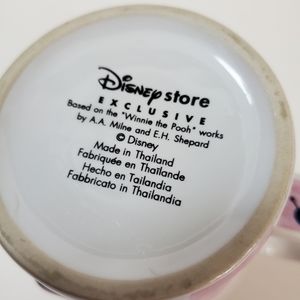 Disney store
EXCLUSIVE
Based on the "Winnie the Pooh" works
by A.A. Milne and E.H. Shepard
© Disney
Made in Thailand
Fabriquée en Thaïlande
Hecho en Tailandia
Fabbricato in Thailandia